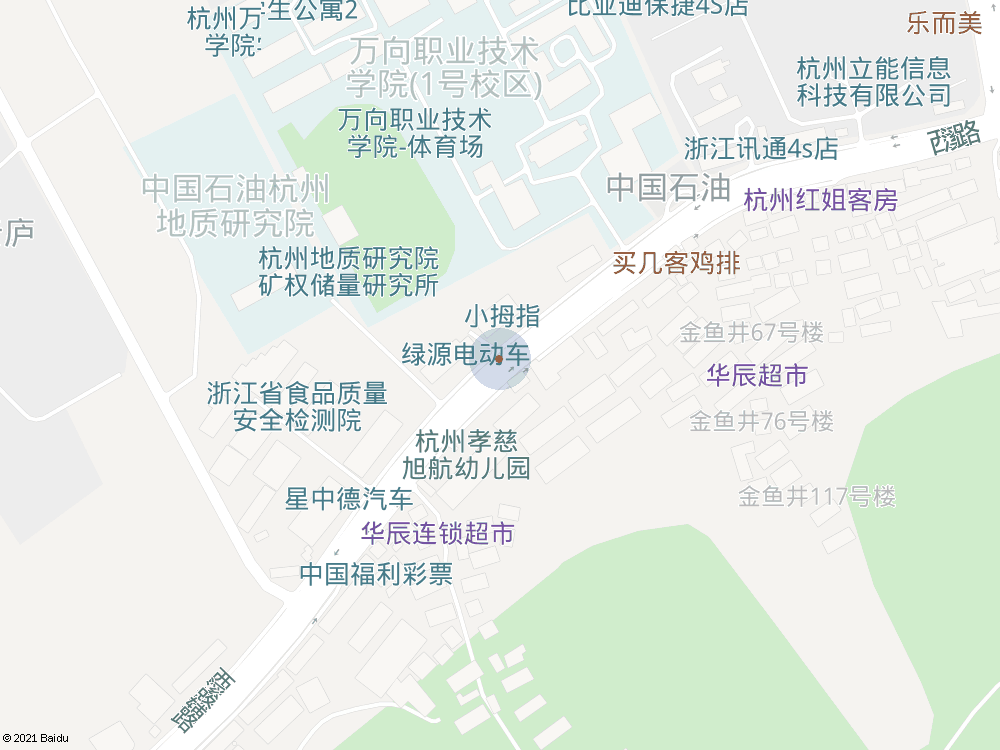 杭州万
学院
生公寓2
比亚迪保捷4S店
乐而美
万向职业技术
学院(1号校区)
杭州立能信息
科技有限公司
万向职业技术
学院-体育场
西溪路
浙江讯通4s店
中国石油杭州
地质研究院
中国石油
杭州红姐客房
庐
杭州地质研究院
矿权储量研究所
买几客鸡排
小拇指
金鱼井67号楼
绿源电动车
华辰超市
浙江省食品质量
安全检测院
金鱼井76号楼
杭州孝慈
旭航幼儿园
星中德汽车
金鱼井117号楼
华辰连锁超市
中国福利彩票
© 2021 Baidu